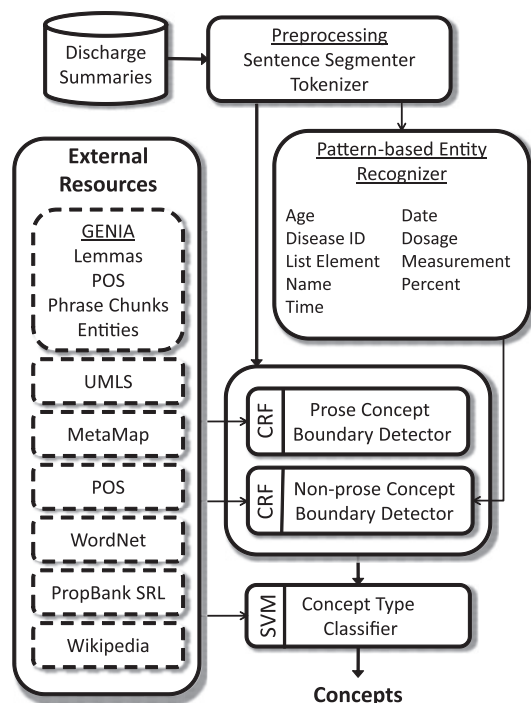 Discharge
Summaries
Preprocessing
Sentence Segmenter
Tokenizer
Pattern-based Entity
Recognizer
Age
Disease ID
List Element
Name
Time
Date
Dosage
Measurement
Percent
External
Resources
GENIA
Lemmas
POS
Phrase Chunks
Entities
UMLS
MetaMap
POS
WordNet
PropBank SRL
Wikipedia
CRF
Prose Concept
Boundary Detector
CRF
Non-prose Concept
Boundary Detector
SVM
Concept Type
Classifier
Concepts